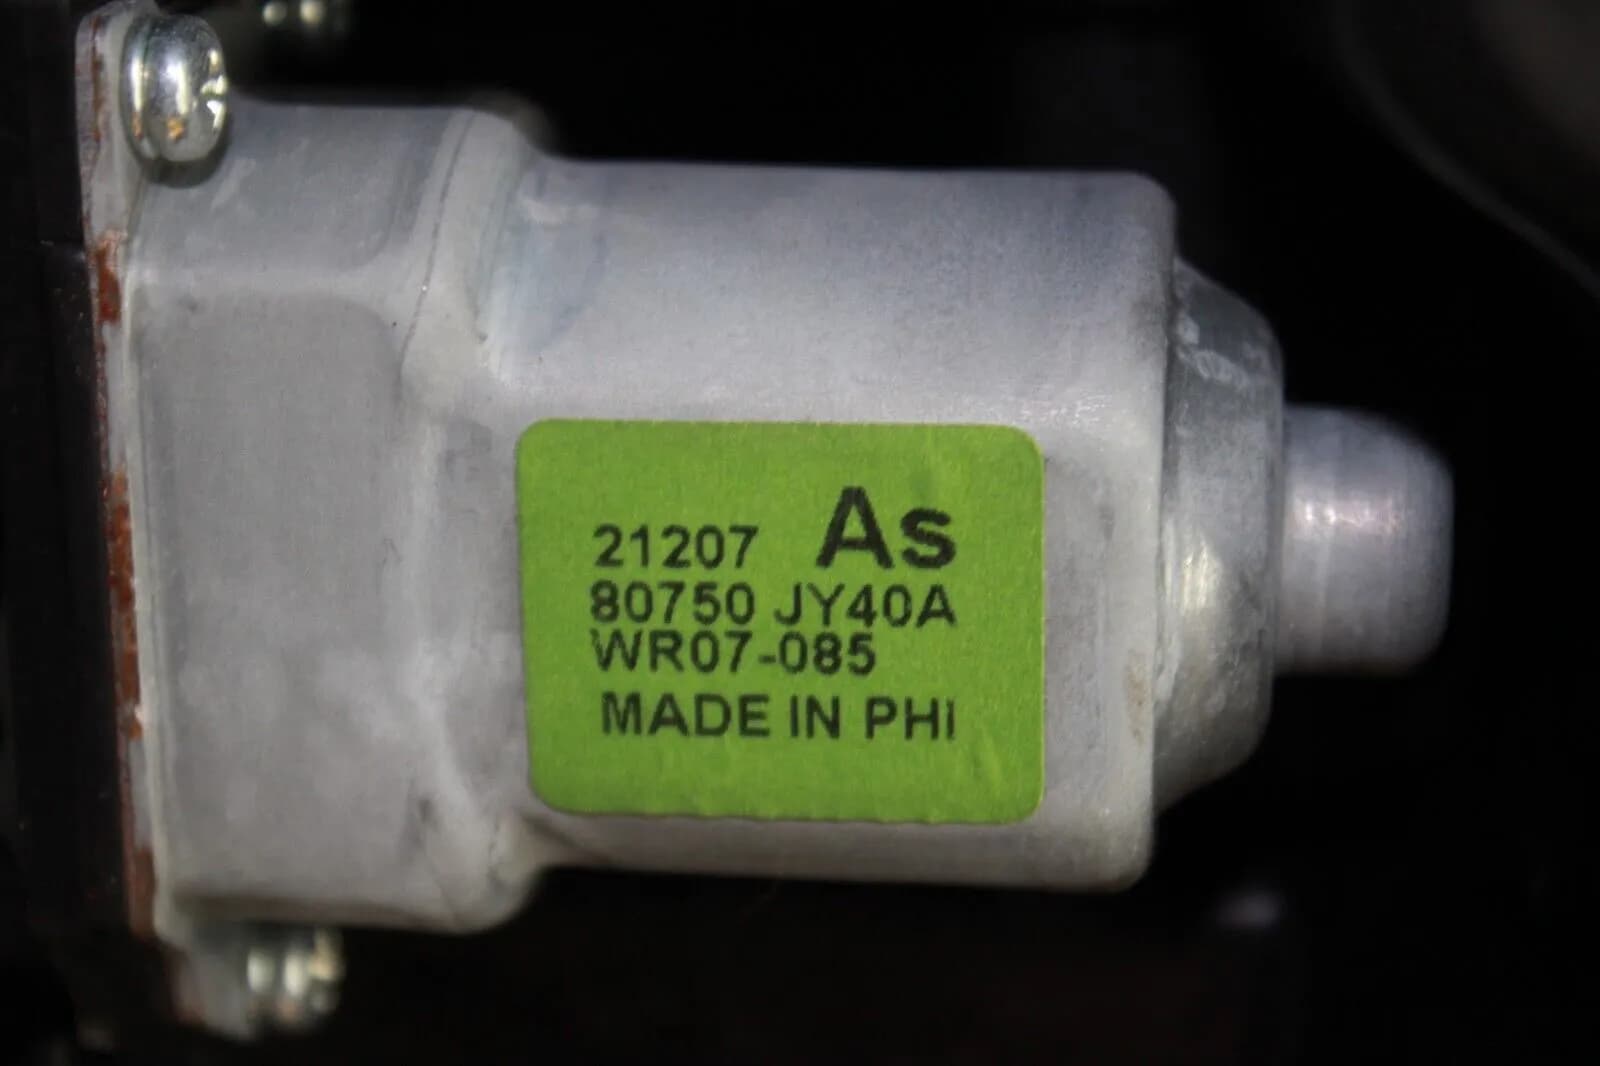 21207 As
80750 JY40A
WR07-085
MADE IN PHI